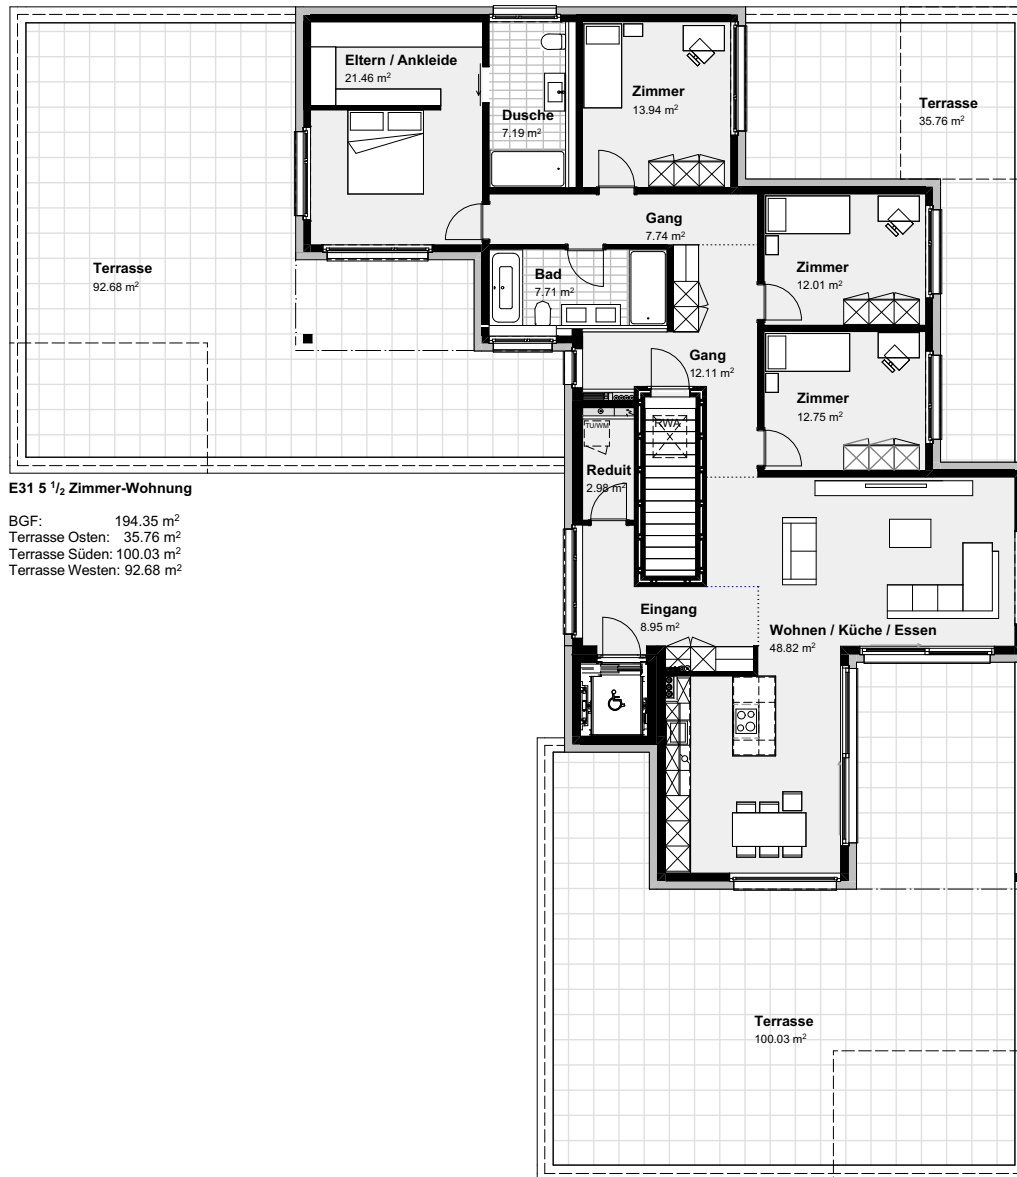 Eltern / Ankleide
21.46 m²
Dusche
7.19 m²
Zimmer
13.94 m²
Terrasse
35.76 m²
Gang
7.74 m²
Terrasse
92.68 m²
Bad
7.71 m²
Zimmer
12.01 m²
Gang
12.11 m²
Zimmer
12.75 m²
TU/WM
RWA
Reduit
2.98 m²
E31 5 ¹/₂ Zimmer-Wohnung
BGF: 194.35 m²
Terrasse Osten: 35.76 m²
Terrasse Süden: 100.03 m²
Terrasse Westen: 92.68 m²
Eingang
8.95 m²
Wohnen / Küche / Essen
48.82 m²
Terrasse
100.03 m²